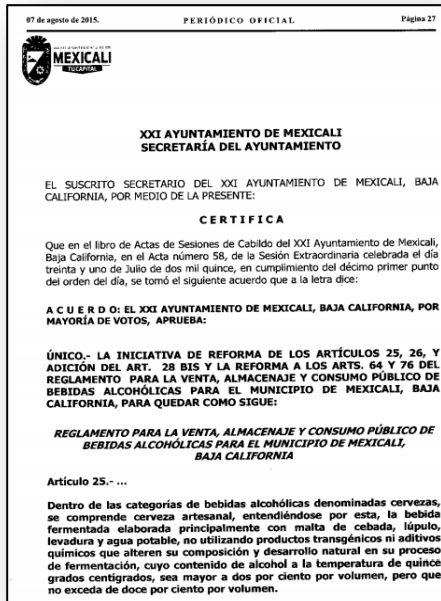 07 de agosto de 2015. PERIÓDICO OFICIAL Página 27
MEXICALI
TU CAPITAL
XXI AYUNTAMIENTO DE MEXICALI
SECRETARÍA DEL AYUNTAMIENTO
EL SUSCRITO SECRETARIO DEL XXI AYUNTAMIENTO DE MEXICALI, BAJA
CALIFORNIA, POR MEDIO DE LA PRESENTE:
C E R T I F I C A
Que en el libro de Actas de Sesiones de Cabildo del XXI Ayuntamiento de Mexicali,
Baja California, en el Acta número 58, de la Sesión Extraordinaria celebrada el día
treinta y uno de Julio de dos mil quince, en cumplimiento del décimo primer punto
del orden del día, se tomó el siguiente acuerdo que a la letra dice:
A C U E R D O: EL XXI AYUNTAMIENTO DE MEXICALI, BAJA CALIFORNIA, POR
MAYORÍA DE VOTOS, APRUEBA:
ÚNICO.- LA INICIATIVA DE REFORMA DE LOS ARTÍCULOS 25, 26, Y
ADICIÓN DEL ART. 28 BIS Y LA REFORMA A LOS ARTS. 64 Y 76 DEL
REGLAMENTO PARA LA VENTA, ALMACENAJE Y CONSUMO PÚBLICO DE
BEBIDAS ALCOHÓLICAS PARA EL MUNICIPIO DE MEXICALI, BAJA
CALIFORNIA, PARA QUEDAR COMO SIGUE:
REGLAMENTO PARA LA VENTA, ALMACENAJE Y CONSUMO PÚBLICO DE
BEBIDAS ALCOHÓLICAS PARA EL MUNICIPIO DE MEXICALI,
BAJA CALIFORNIA
Artículo 25.- ...
Dentro de las categorías de bebidas alcohólicas denominadas cervezas,
se comprende cerveza artesanal, entendiéndose por esta, la bebida
fermentada elaborada principalmente con malta de cebada, lúpulo,
levadura y agua potable, no utilizando productos transgénicos ni aditivos
químicos que alteren su composición y desarrollo natural en su proceso
de fermentación, cuyo contenido de alcohol a la temperatura de quince
grados centígrados, sea mayor a dos por ciento por volumen, pero que
no exceda de doce por ciento por volumen.